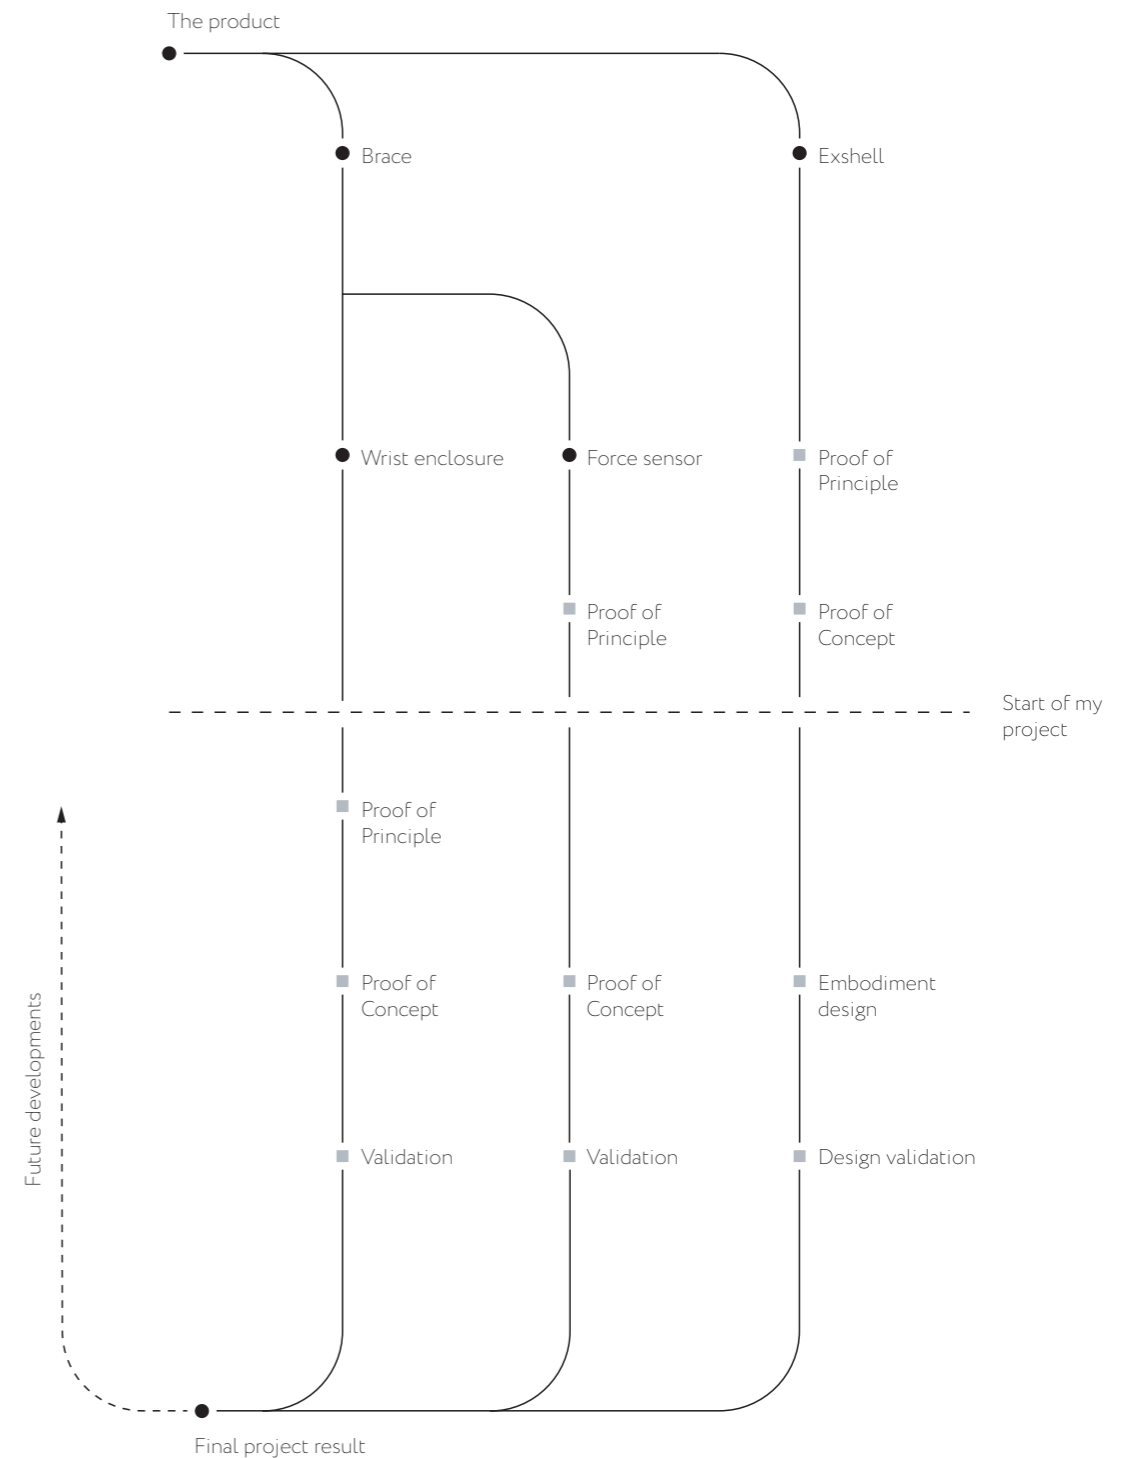 The product
Brace
Exshell
Wrist enclosure
Force sensor
Proof of
Principle
Proof of
Principle
Proof of
Concept
Start of my
project
Proof of
Principle
Proof of
Concept
Proof of
Concept
Embodiment
design
Future developments
Validation
Validation
Design validation
Final project result